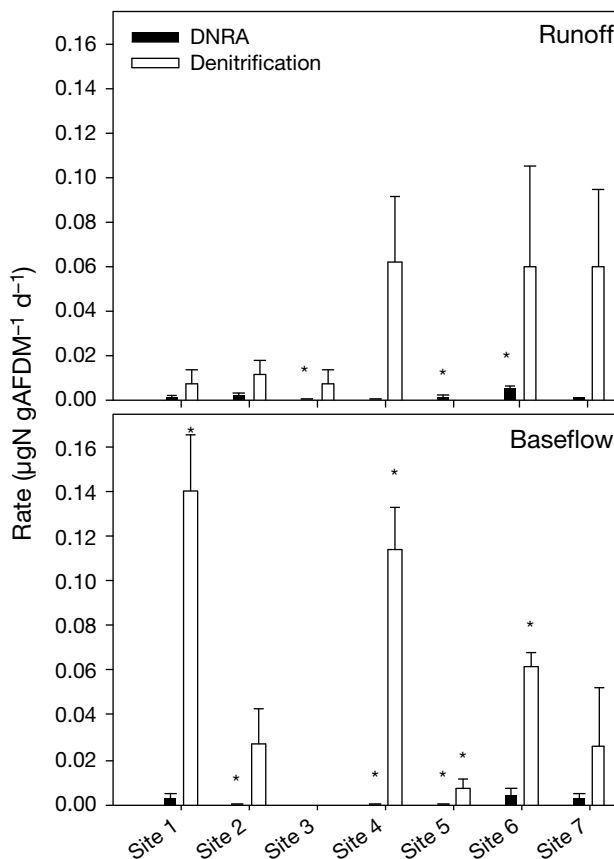 Runoff
DNRA
Denitrification
0.16
0.14
0.12
0.10
0.08
0.06
0.04
0.02
0.00
*
*
*
Rate (µgN gAFDM⁻¹ d⁻¹)
Baseflow
0.16
0.14
0.12
0.10
0.08
0.06
0.04
0.02
0.00
*
*
*
*
*
*
*
Site 1
Site 2
Site 3
Site 4
Site 5
Site 6
Site 7